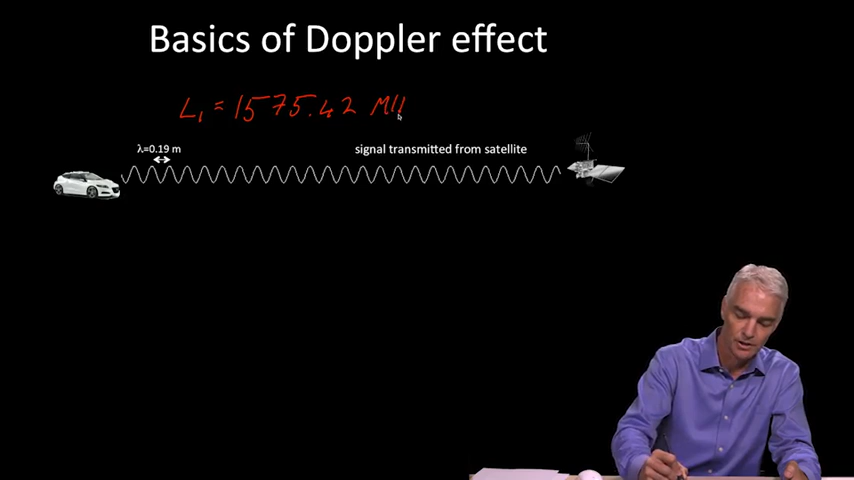 Basics of Doppler effect
L₁ = 1575.42 MH
λ=0.19 m
signal transmitted from satellite